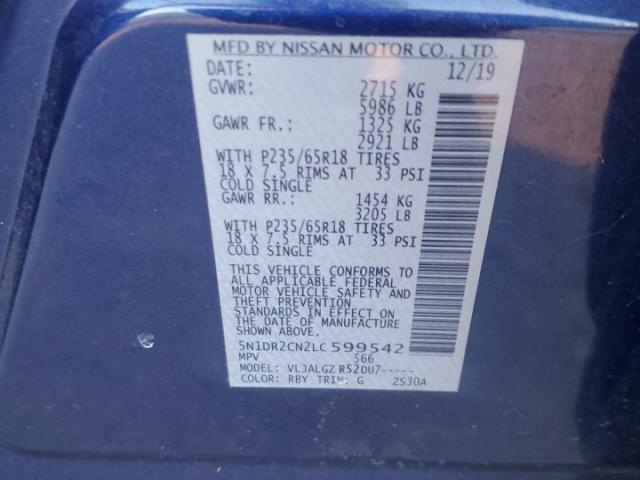 MFD BY NISSAN MOTOR CO., LTD.
DATE: 12/19
GVWR: 2715 KG
5986 LB
GAWR FR.: 1325 KG
2921 LB
WITH P235/65R18 TIRES
18 X 7.5 RIMS AT 33 PSI
COLD SINGLE
GAWR RR.: 1454 KG
3205 LB
WITH P235/65R18 TIRES
18 X 7.5 RIMS AT 33 PSI
COLD SINGLE
THIS VEHICLE CONFORMS TO
ALL APPLICABLE FEDERAL
MOTOR VEHICLE SAFETY AND
THEFT PREVENTION
STANDARDS IN EFFECT ON
THE DATE OF MANUFACTURE
SHOWN ABOVE.
5N1DR2CN2LC599542
MPV 566
MODEL: VLJALGZ R52DU7-----
COLOR: RBY TRIM: G ZS30A